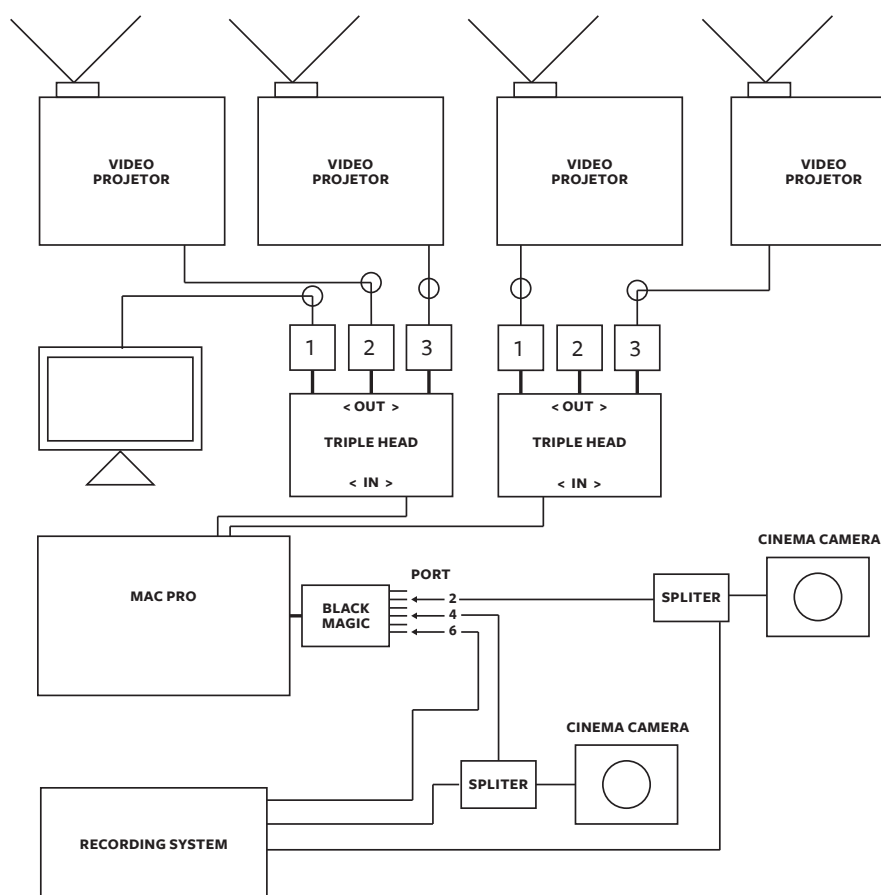 VIDEO
PROJETOR
VIDEO
PROJETOR
VIDEO
PROJETOR
VIDEO
PROJETOR
1
2
3
1
2
3
< OUT >
TRIPLE HEAD
< IN >
< OUT >
TRIPLE HEAD
< IN >
MAC PRO
BLACK
MAGIC
PORT
2
4
6
SPLITER
CINEMA CAMERA
CINEMA CAMERA
SPLITER
RECORDING SYSTEM